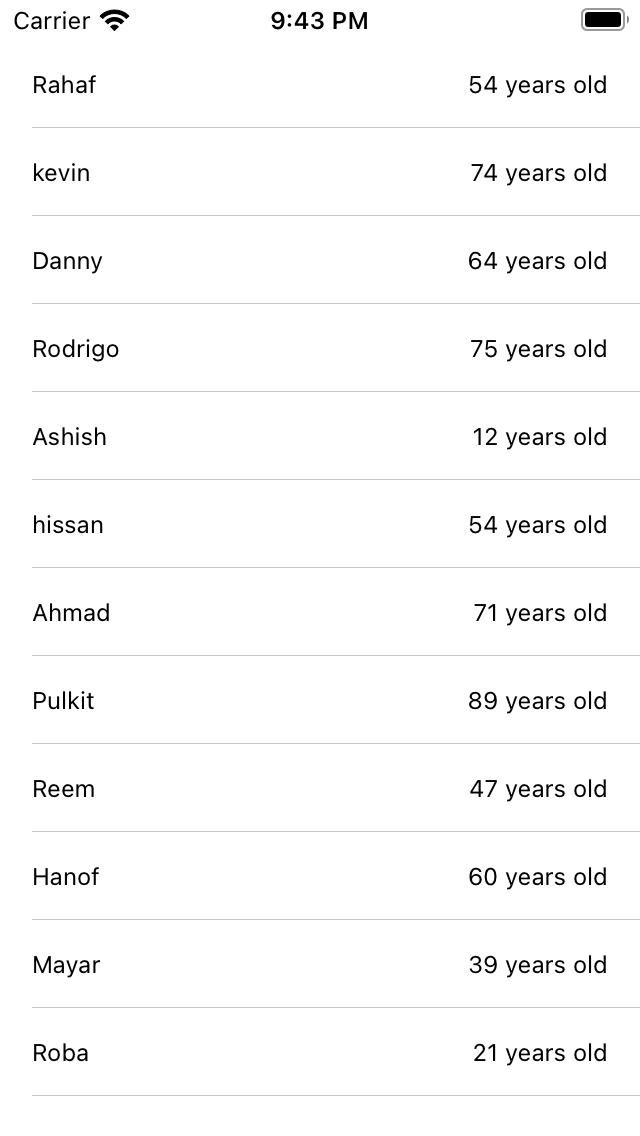 Carrier 9:43 PM
Rahaf 54 years old
kevin 74 years old
Danny 64 years old
Rodrigo 75 years old
Ashish 12 years old
hissan 54 years old
Ahmad 71 years old
Pulkit 89 years old
Reem 47 years old
Hanof 60 years old
Mayar 39 years old
Roba 21 years old